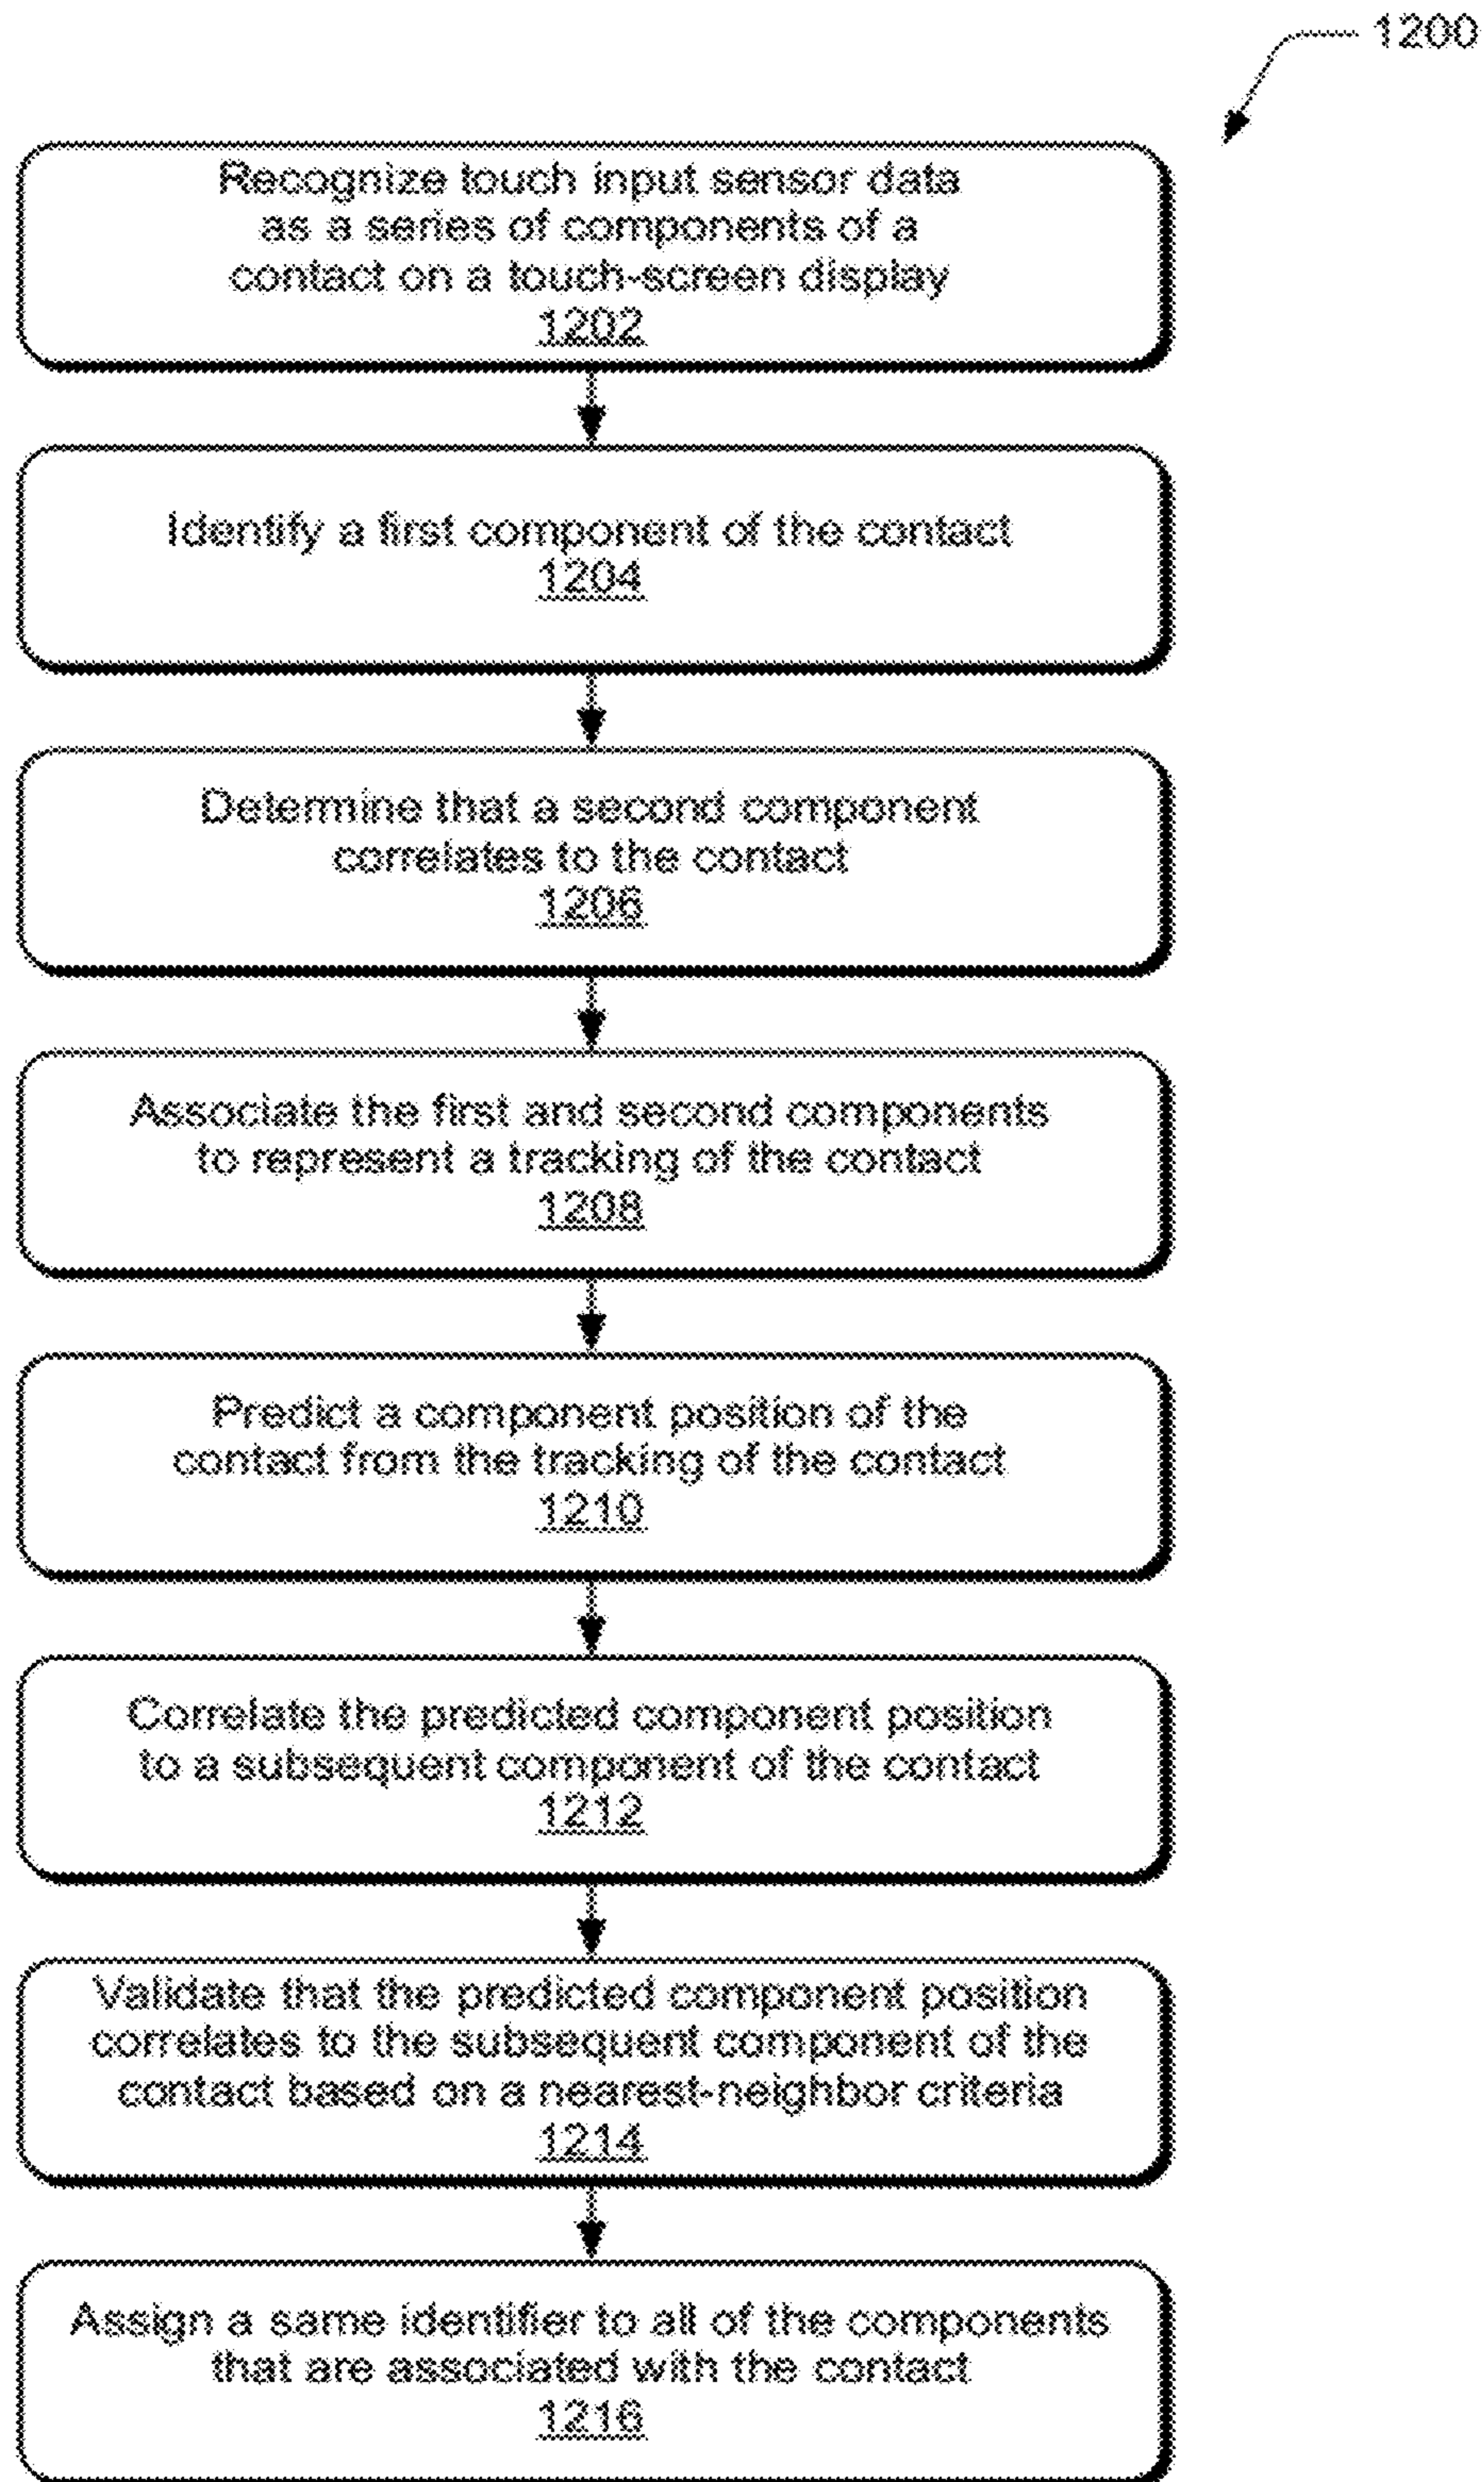 1200
Recognize touch input sensor data
as a series of components of a
contact on a touch-screen display
1202
Identify a first component of the contact
1204
Determine that a second component
correlates to the contact
1206
Associate the first and second components
to represent a tracking of the contact
1208
Predict a component position of the
contact from the tracking of the contact
1210
Correlate the predicted component position
to a subsequent component of the contact
1212
Validate that the predicted component position
correlates to the subsequent component of the
contact based on a nearest-neighbor criteria
1214
Assign a same identifier to all of the components
that are associated with the contact
1216